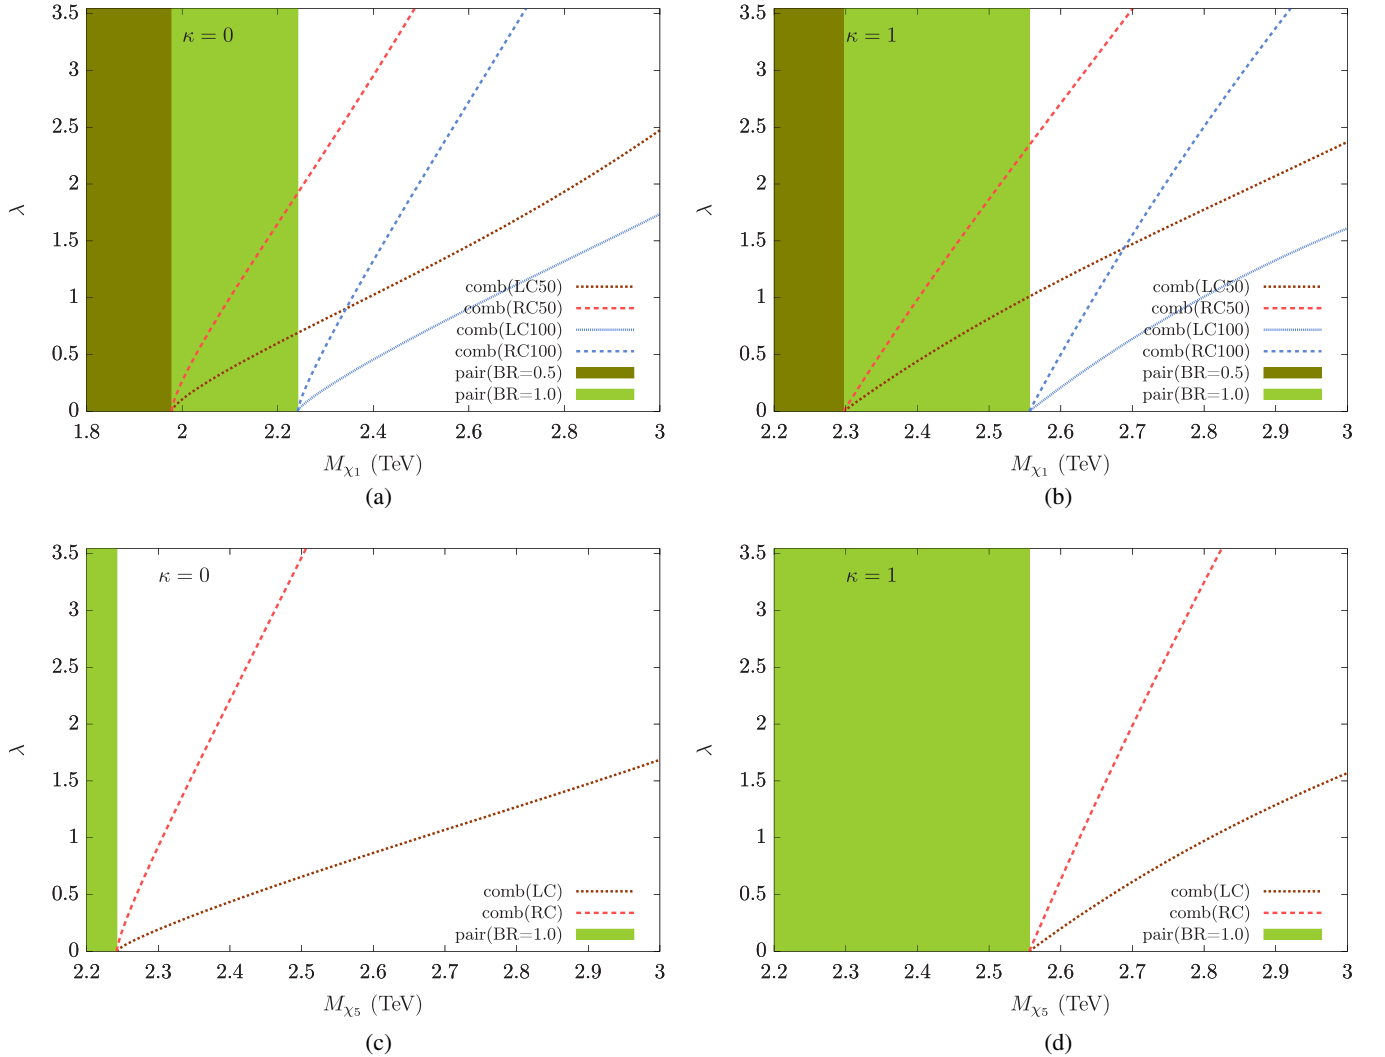 κ = 0
3.5
3
2.5
2
1.5
1
0.5
0
λ
comb(LC50)
comb(RC50)
comb(LC100)
comb(RC100)
pair(BR=0.5)
pair(BR=1.0)
1.8 2 2.2 2.4 2.6 2.8 3
M_{χ_1} (TeV)
(a)
κ = 1
3.5
3
2.5
2
1.5
1
0.5
0
λ
comb(LC50)
comb(RC50)
comb(LC100)
comb(RC100)
pair(BR=0.5)
pair(BR=1.0)
2.2 2.3 2.4 2.5 2.6 2.7 2.8 2.9 3
M_{χ_1} (TeV)
(b)
κ = 0
3.5
3
2.5
2
1.5
1
0.5
0
λ
comb(LC)
comb(RC)
pair(BR=1.0)
2.2 2.3 2.4 2.5 2.6 2.7 2.8 2.9 3
M_{χ_5} (TeV)
(c)
κ = 1
3.5
3
2.5
2
1.5
1
0.5
0
λ
comb(LC)
comb(RC)
pair(BR=1.0)
2.2 2.3 2.4 2.5 2.6 2.7 2.8 2.9 3
M_{χ_5} (TeV)
(d)